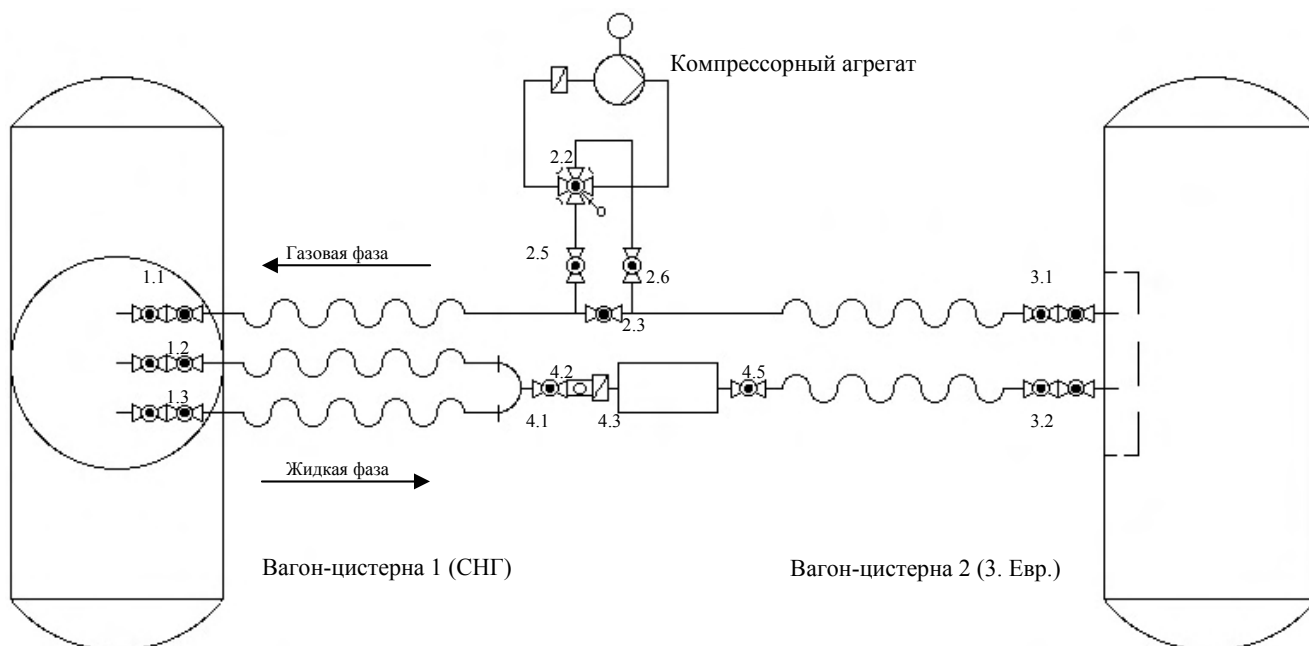 Компрессорный агрегат
2.2
2.5
2.6
Газовая фаза
1.1
3.1
2.3
1.2
4.2
4.5
1.3
4.1
4.3
3.2
Жидкая фаза
Вагон-цистерна 1 (СНГ)
Вагон-цистерна 2 (3. Евр.)